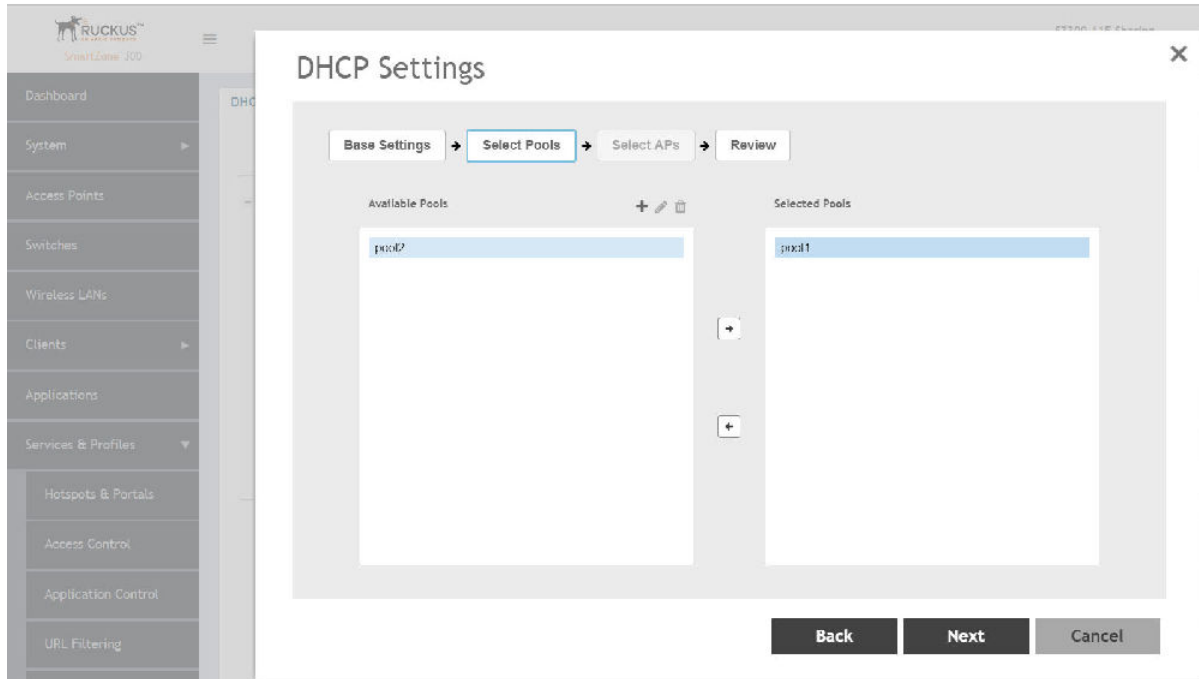 RUCKUS™
SmartZone 300
DHCP Settings
Dashboard
DHC
System
Base Settings
Select Pools
Select APs
Review
Access Points
Available Pools
Selected Pools
Switches
pool2
pool1
Wireless LANs
Clients
Applications
Services & Profiles
Hotspots & Portals
Access Control
Application Control
URL Filtering
Back
Next
Cancel